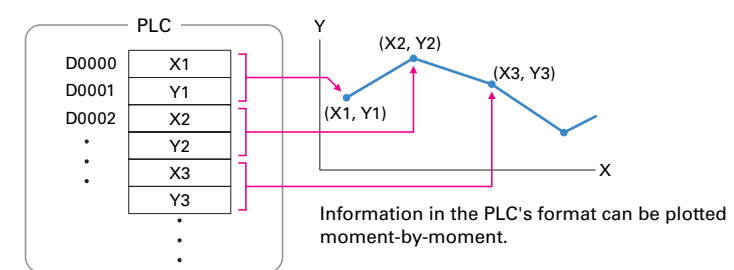 PLC
D0000 X1
D0001 Y1
D0002 X2
Y2
X3
Y3
Y
(X2, Y2)
(X3, Y3)
(X1, Y1)
X
Information in the PLC's format can be plotted
moment-by-moment.